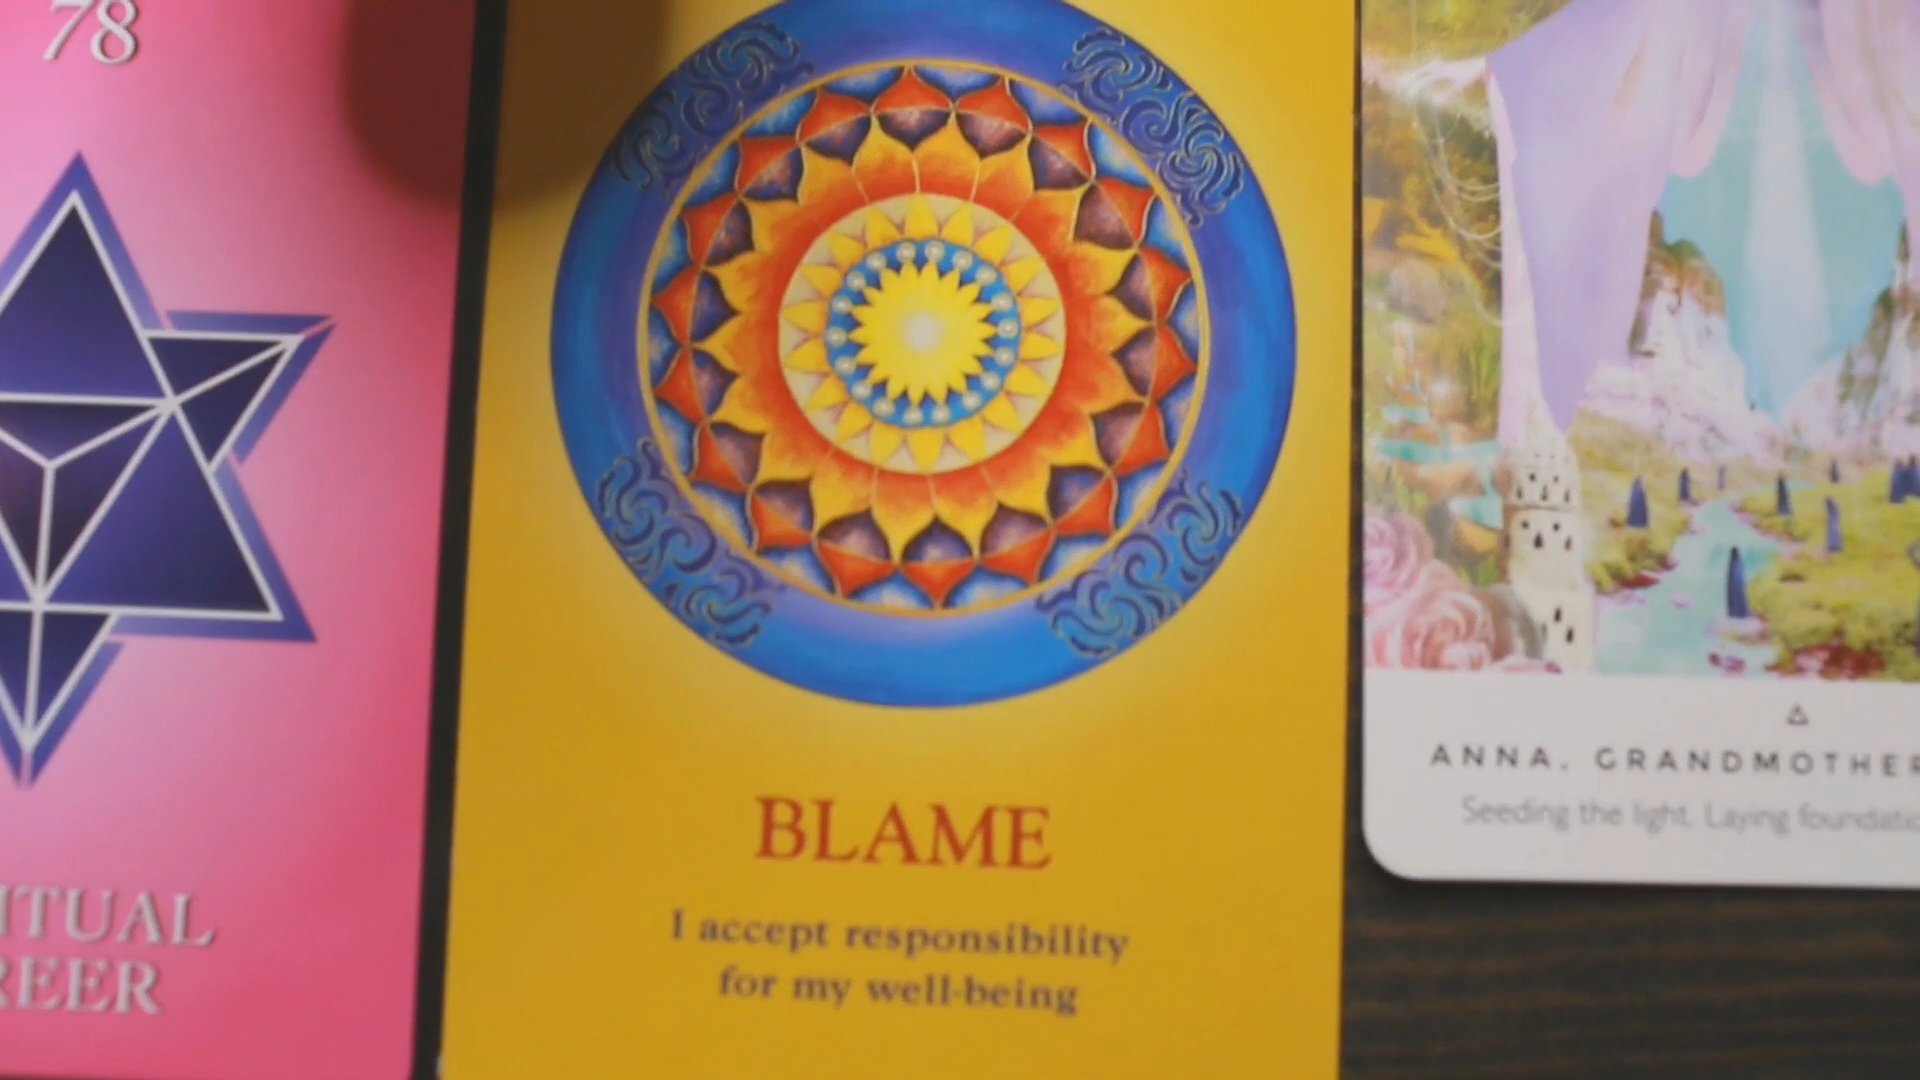 78
ITUAL
REER
BLAME
I accept responsibility
for my well-being
ANNA, GRANDMOTHER
Seeding the light. Laying foundatio